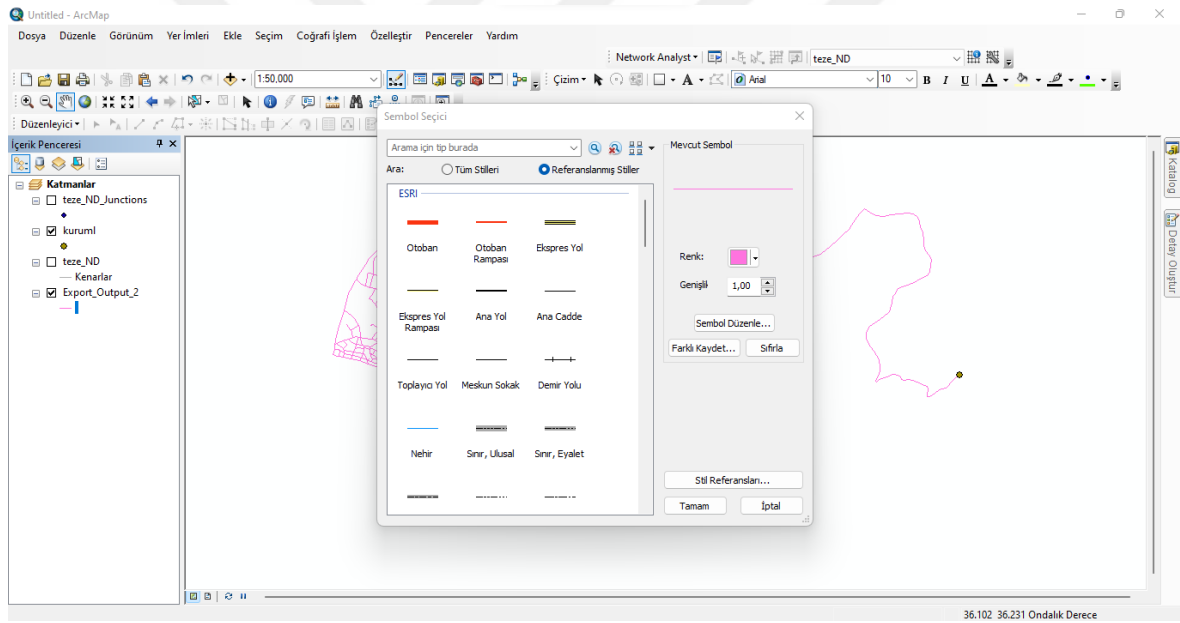 Untitled - ArcMap
Dosya Düzenle Görünüm Yer İmleri Ekle Seçim Coğrafi İşlem Özelleştir Pencereler Yardım
Network Analyst teze_ND
1:50,000 Çizim A Arial 10 B I U A
Düzenleyici
İçerik Penceresi
Katmanlar
teze_ND_Junctions
kuruml
teze_ND
Kenarlar
Export_Output_2
Sembol Seçici
Arama için tip burada
Ara: Tüm Stilleri Referanslanmış Stiller
ESRI
Otoban
Otoban Rampası
Ekspres Yol
Ekspres Yol Rampası
Ana Yol
Ana Cadde
Toplayıcı Yol
Meskun Sokak
Demir Yolu
Nehir
Sınır, Ulusal
Sınır, Eyalet
Mevcut Sembol
Renk:
Genişlik 1,00
Sembol Düzenle...
Farklı Kaydet... Sıfırla
Stil Referansları...
Tamam İptal
Katalog
Detay Oluştur
36.102 36.231 Ondalık Derece